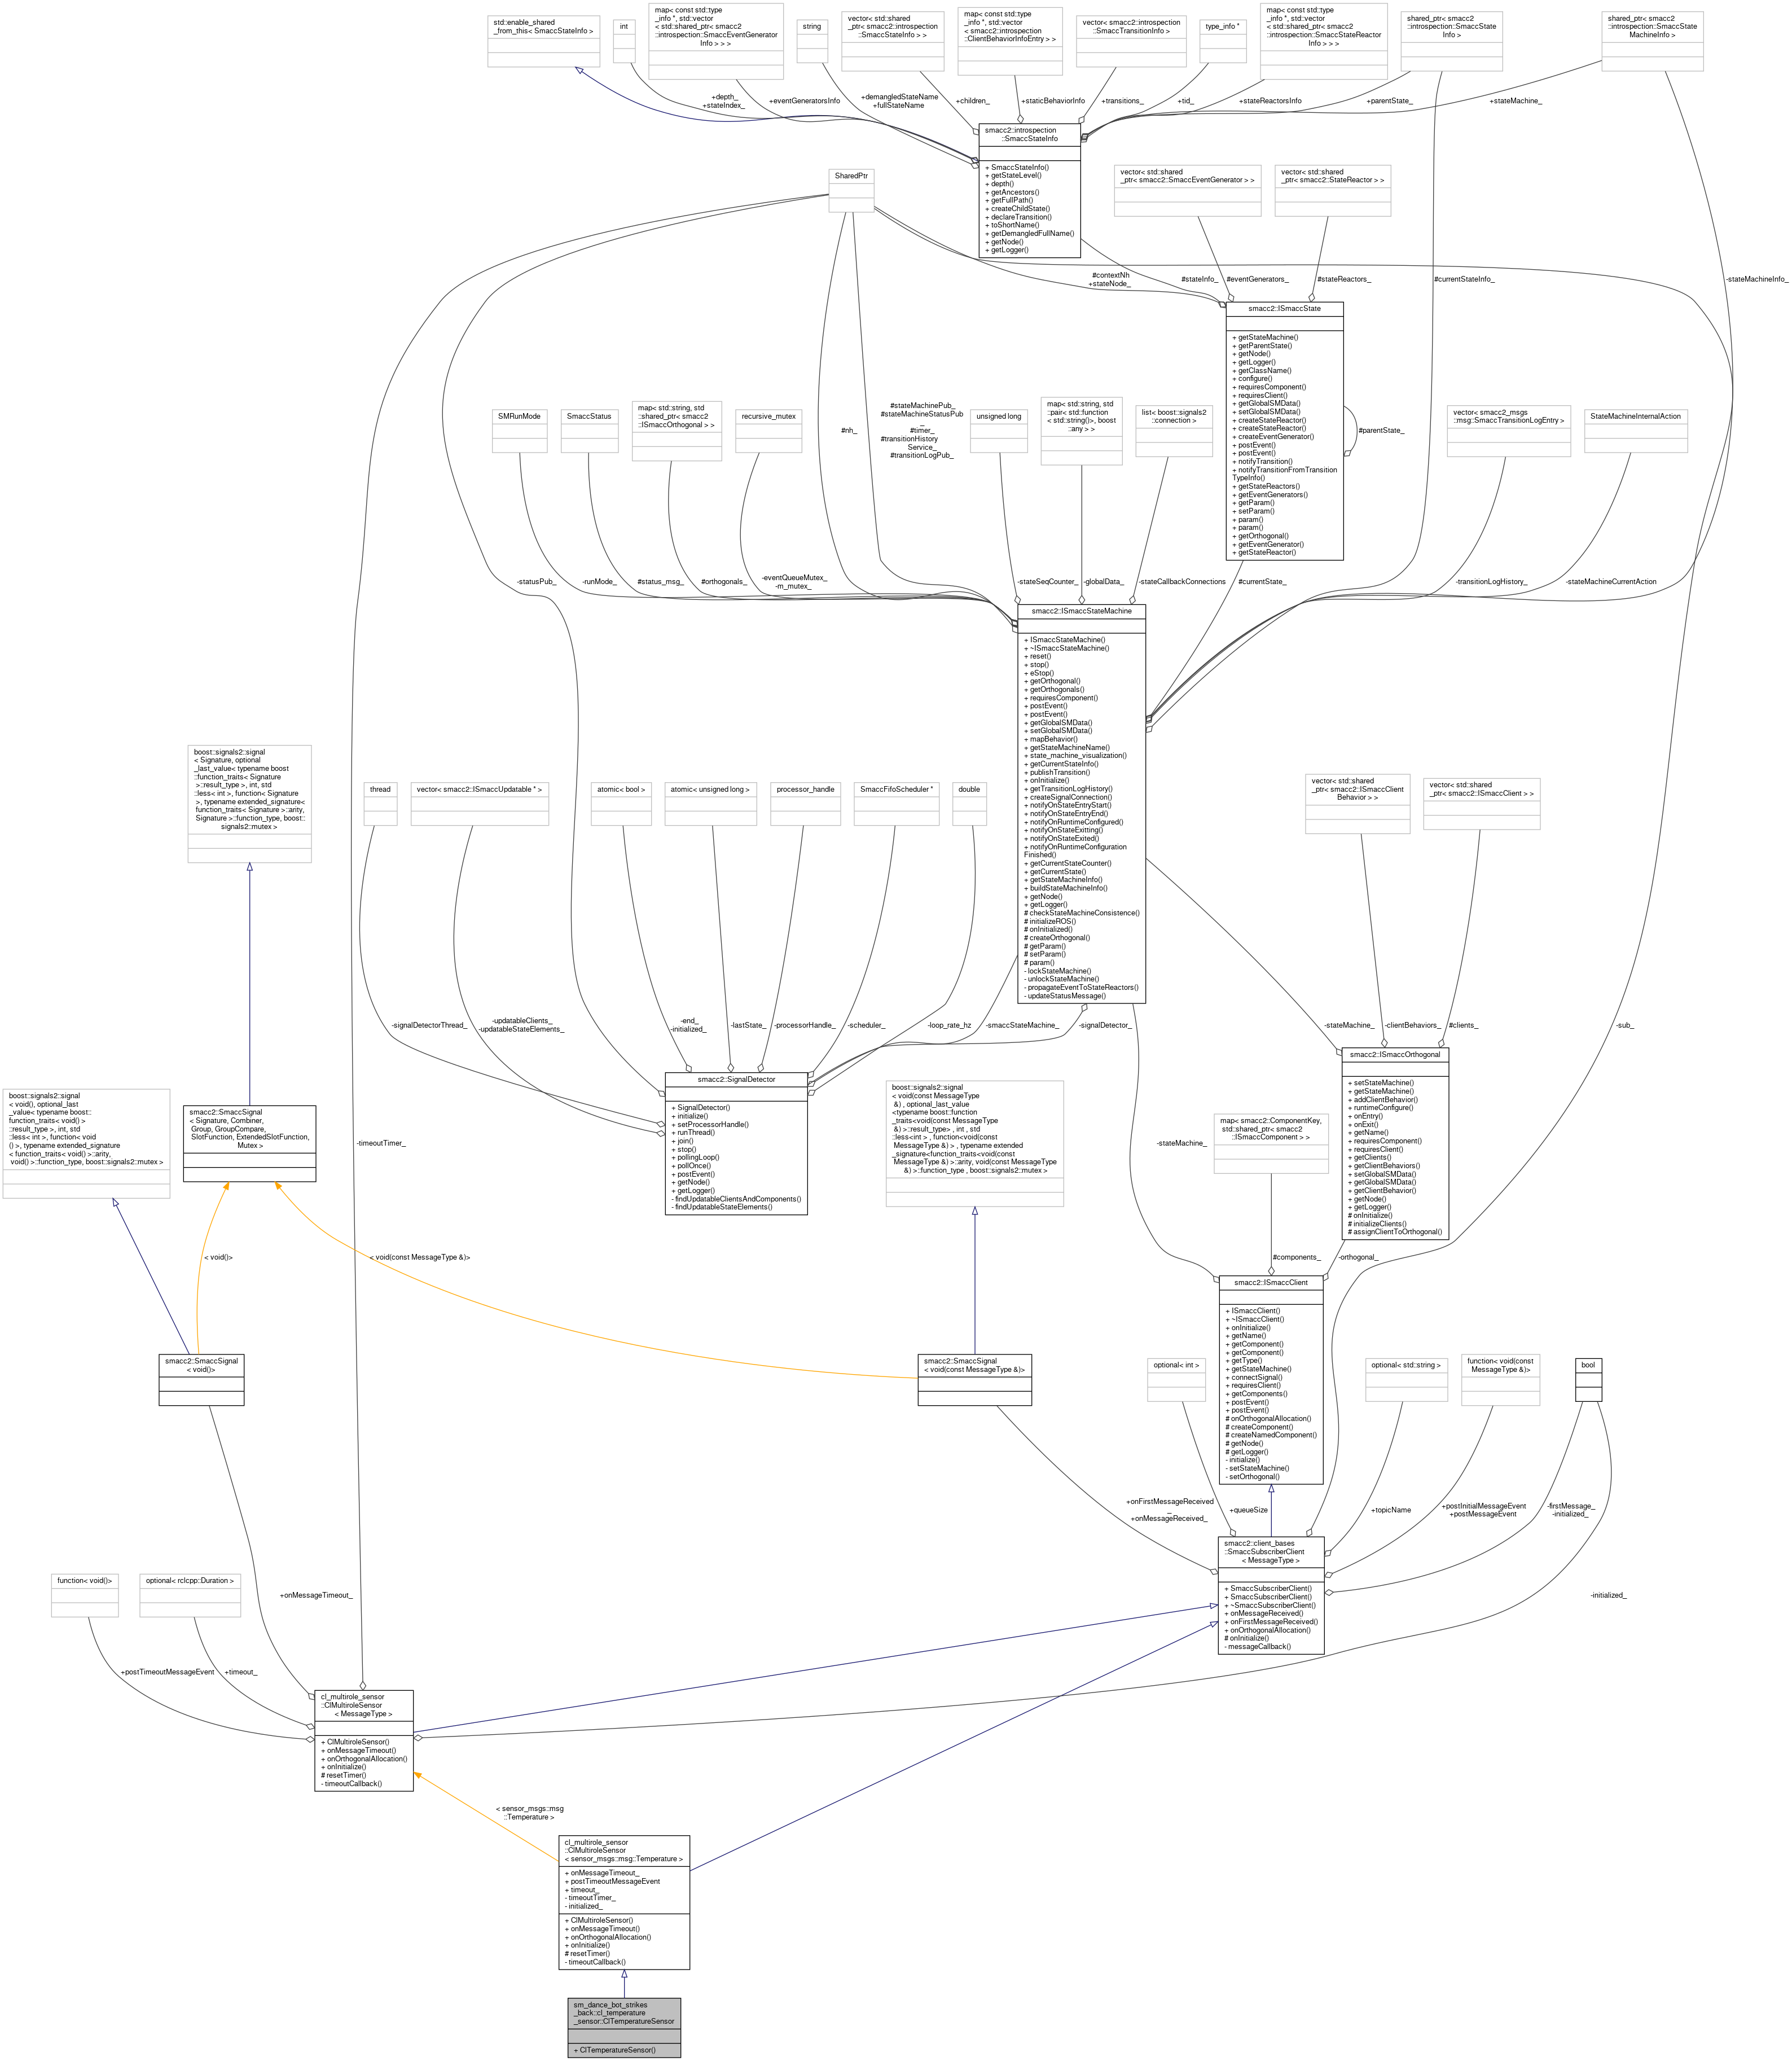 std::enable_shared
_from_this< SmaccStateInfo >
int
map< const std::type
_info *, std::vector
< std::shared_ptr< smacc2
::introspection::SmaccEventGenerator
Info > > >
string
vector< std::shared
_ptr< smacc2::introspection
::SmaccStateInfo > >
map< const std::type
_info *, std::vector
< smacc2::introspection
::ClientBehaviorInfoEntry > >
vector< smacc2::introspection
::SmaccTransitionInfo >
type_info *
map< const std::type
_info *, std::vector
< std::shared_ptr< smacc2
::introspection::SmaccStateReactor
Info > > >
shared_ptr< smacc2
::introspection::SmaccState
Info >
shared_ptr< smacc2
::introspection::SmaccState
MachineInfo >
+depth_
+stateIndex_
+eventGeneratorsInfo
+demangledStateName
+fullStateName
+children_
+staticBehaviorInfo
+transitions_
+tid_
+stateReactorsInfo
+parentState_
+stateMachine_
smacc2::introspection
::SmaccStateInfo
+ SmaccStateInfo()
+ getStateLevel()
+ depth()
+ getAncestors()
+ getFullPath()
+ createChildState()
+ declareTransition()
+ toShortName()
+ getDemangledFullName()
+ getNode()
+ getLogger()
SharedPtr
vector< std::shared
_ptr< smacc2::SmaccEventGenerator > >
vector< std::shared
_ptr< smacc2::StateReactor > >
#contextNh
+stateNode_
#stateInfo_
#eventGenerators_
#stateReactors_
#currentStateInfo_
-stateMachineInfo_
smacc2::ISmaccState
+ getStateMachine()
+ getParentState()
+ getNode()
+ getLogger()
+ getClassName()
+ configure()
+ requiresComponent()
+ requiresClient()
+ getGlobalSMData()
+ setGlobalSMData()
+ createStateReactor()
+ createStateReactor()
+ createEventGenerator()
+ postEvent()
+ postEvent()
+ notifyTransition()
+ notifyTransitionFromTransition
TypeInfo()
+ getStateReactors()
+ getEventGenerators()
+ getParam()
+ setParam()
+ param()
+ param()
+ getOrthogonal()
+ getEventGenerator()
+ getStateReactor()
#parentState_
SMRunMode
SmaccStatus
map< std::string, std
::shared_ptr< smacc2
::ISmaccOrthogonal > >
recursive_mutex
#nh_
#stateMachinePub_
#stateMachineStatusPub
_
#timer_
#transitionHistory
Service_
#transitionLogPub_
unsigned long
map< std::string, std
::pair< std::function
< std::string()>, boost
::any > >
list< boost::signals2
::connection >
vector< smacc2_msgs
::msg::SmaccTransitionLogEntry >
StateMachineInternalAction
-statusPub_
-runMode_
#status_msg_
#orthogonals_
-eventQueueMutex_
-m_mutex_
-stateSeqCounter_
-globalData_
-stateCallbackConnections
#currentState_
-transitionLogHistory_
-stateMachineCurrentAction
smacc2::ISmaccStateMachine
+ ISmaccStateMachine()
+ ~ISmaccStateMachine()
+ reset()
+ stop()
+ eStop()
+ getOrthogonal()
+ getOrthogonals()
+ requiresComponent()
+ postEvent()
+ postEvent()
+ getGlobalSMData()
+ setGlobalSMData()
+ mapBehavior()
+ getStateMachineName()
+ state_machine_visualization()
+ getCurrentStateInfo()
+ publishTransition()
+ onInitialize()
+ getTransitionLogHistory()
+ createSignalConnection()
+ notifyOnStateEntryStart()
+ notifyOnStateEntryEnd()
+ notifyOnRuntimeConfigured()
+ notifyOnStateExitting()
+ notifyOnStateExited()
+ notifyOnRuntimeConfiguration
Finished()
+ getCurrentStateCounter()
+ getCurrentState()
+ getStateMachineInfo()
+ buildStateMachineInfo()
+ getNode()
+ getLogger()
# checkStateMachineConsistence()
# initializeROS()
# onInitialized()
# createOrthogonal()
# getParam()
# setParam()
# param()
- lockStateMachine()
- unlockStateMachine()
- propagateEventToStateReactors()
- updateStatusMessage()
boost::signals2::signal
< Signature, optional
_last_value< typename boost
::function_traits< Signature
>::result_type >, int, std
::less< int >, function< Signature
>, typename extended_signature<
function_traits< Signature >::arity,
Signature >::function_type, boost::
signals2::mutex >
thread
vector< smacc2::ISmaccUpdatable * >
atomic< bool >
atomic< unsigned long >
processor_handle
SmaccFifoScheduler *
double
vector< std::shared
_ptr< smacc2::ISmaccClient
Behavior > >
vector< std::shared
_ptr< smacc2::ISmaccClient > >
-signalDetectorThread_
-updatableClients_
-updatableStateElements_
-end_
-initialized_
-lastState_
-processorHandle_
-scheduler_
-loop_rate_hz
-smaccStateMachine_
-signalDetector_
-stateMachine_
-clientBehaviors_
#clients_
-sub_
smacc2::SignalDetector
+ SignalDetector()
+ initialize()
+ setProcessorHandle()
+ runThread()
+ join()
+ stop()
+ pollingLoop()
+ pollOnce()
+ postEvent()
+ getNode()
+ getLogger()
- findUpdatableClientsAndComponents()
- findUpdatableStateElements()
smacc2::ISmaccOrthogonal
+ setStateMachine()
+ getStateMachine()
+ addClientBehavior()
+ runtimeConfigure()
+ onEntry()
+ onExit()
+ getName()
+ requiresComponent()
+ requiresClient()
+ getClients()
+ getClientBehaviors()
+ setGlobalSMData()
+ getGlobalSMData()
+ getClientBehavior()
+ getNode()
+ getLogger()
# onInitialize()
# initializeClients()
# assignClientToOrthogonal()
boost::signals2::signal
< void(), optional_last
_value< typename boost::
function_traits< void() >
::result_type >, int, std
::less< int >, function< void
() >, typename extended_signature
< function_traits< void() >::arity,
void() >::function_type, boost::signals2::mutex >
smacc2::SmaccSignal
< Signature, Combiner,
Group, GroupCompare,
SlotFunction, ExtendedSlotFunction,
Mutex >
boost::signals2::signal
< void(const MessageType
&) , optional_last_value
<typename boost::function
_traits<void(const MessageType
&) >::result_type> , int , std
::less<int > , function<void(const
MessageType &) > , typename extended
_signature<function_traits<void(const
MessageType &) >::arity, void(const MessageType
&) >::function_type , boost::signals2::mutex >
map< smacc2::ComponentKey,
std::shared_ptr< smacc2
::ISmaccComponent > >
-timeoutTimer_
-stateMachine_
< void()>
< void(const MessageType &)>
#components_
-orthogonal_
smacc2::ISmaccClient
+ ISmaccClient()
+ ~ISmaccClient()
+ onInitialize()
+ getName()
+ getComponent()
+ getComponent()
+ getType()
+ getStateMachine()
+ connectSignal()
+ requiresClient()
+ getComponents()
+ postEvent()
+ postEvent()
# onOrthogonalAllocation()
# createComponent()
# createNamedComponent()
# getNode()
# getLogger()
- initialize()
- setStateMachine()
- setOrthogonal()
smacc2::SmaccSignal
< void()>
smacc2::SmaccSignal
< void(const MessageType &)>
optional< int >
optional< std::string >
function< void(const
MessageType &)>
bool
+onFirstMessageReceived
_
+onMessageReceived_
+queueSize
+topicName
+postInitialMessageEvent
+postMessageEvent
-firstMessage_
-initialized_
smacc2::client_bases
::SmaccSubscriberClient
< MessageType >
+ SmaccSubscriberClient()
+ SmaccSubscriberClient()
+ ~SmaccSubscriberClient()
+ onMessageReceived()
+ onFirstMessageReceived()
+ onOrthogonalAllocation()
# onInitialize()
- messageCallback()
function< void()>
optional< rclcpp::Duration >
+onMessageTimeout_
-initialized_
+postTimeoutMessageEvent
+timeout_
cl_multirole_sensor
::ClMultiroleSensor
< MessageType >
+ ClMultiroleSensor()
+ onMessageTimeout()
+ onOrthogonalAllocation()
+ onInitialize()
# resetTimer()
- timeoutCallback()
< sensor_msgs::msg
::Temperature >
cl_multirole_sensor
::ClMultiroleSensor
< sensor_msgs::msg::Temperature >
+ onMessageTimeout_
+ postTimeoutMessageEvent
+ timeout_
- timeoutTimer_
- initialized_
+ ClMultiroleSensor()
+ onMessageTimeout()
+ onOrthogonalAllocation()
+ onInitialize()
# resetTimer()
- timeoutCallback()
sm_dance_bot_strikes
_back::cl_temperature
_sensor::ClTemperatureSensor
+ ClTemperatureSensor()